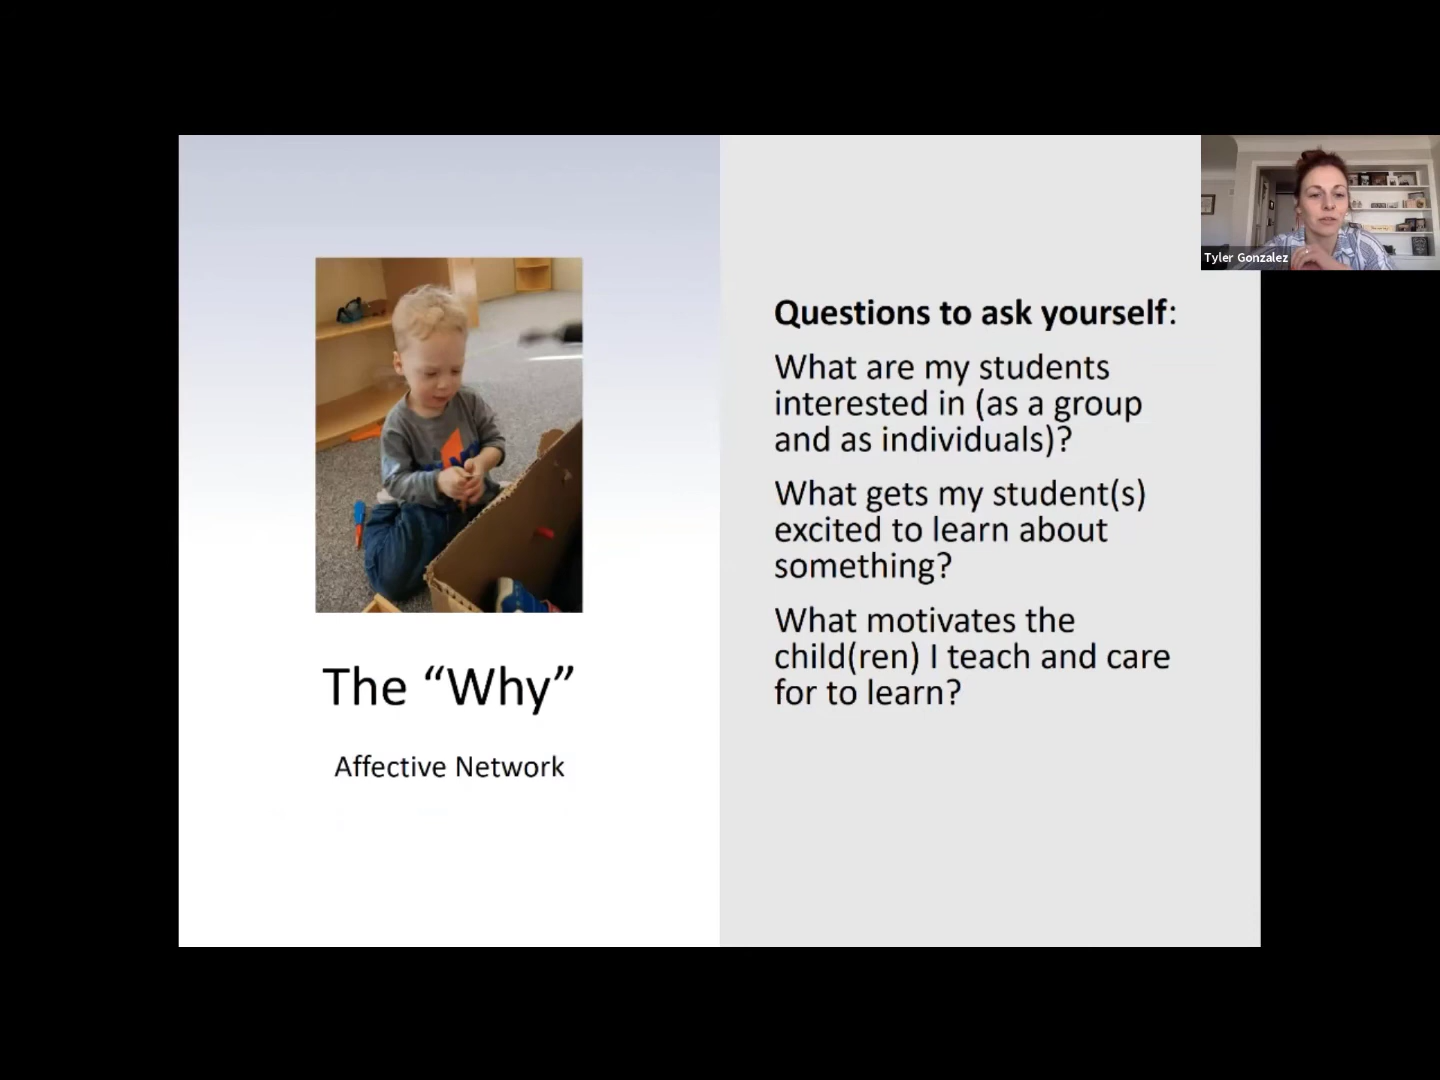 Tyler Gonzalez
The “Why”
Affective Network
Questions to ask yourself:
What are my students
interested in (as a group
and as individuals)?
What gets my student(s)
excited to learn about
something?
What motivates the
child(ren) I teach and care
for to learn?